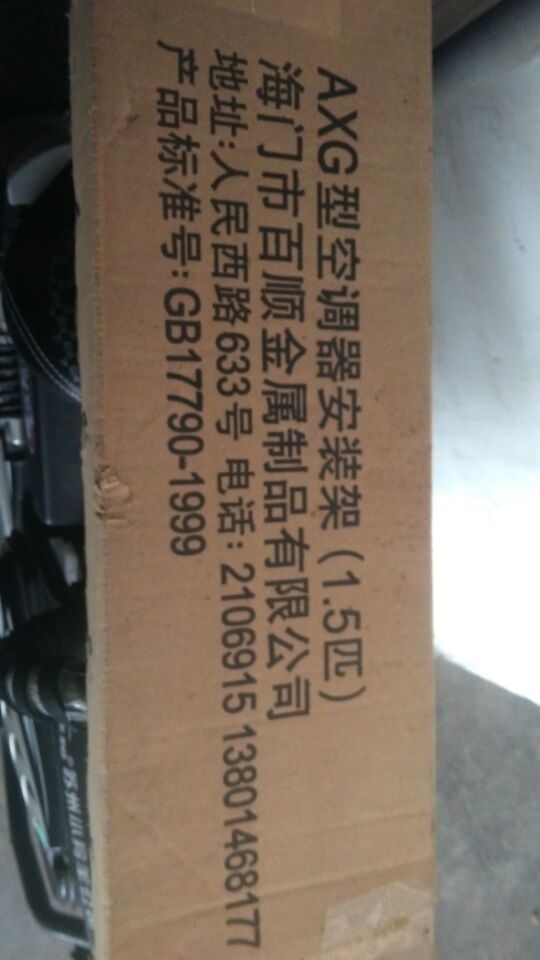 AXG型空调器安装架(1.5匹)
海门市百顺金属制品有限公司
地址:人民西路633号 电话:2106915 13801468177
产品标准号:GB17790-1999